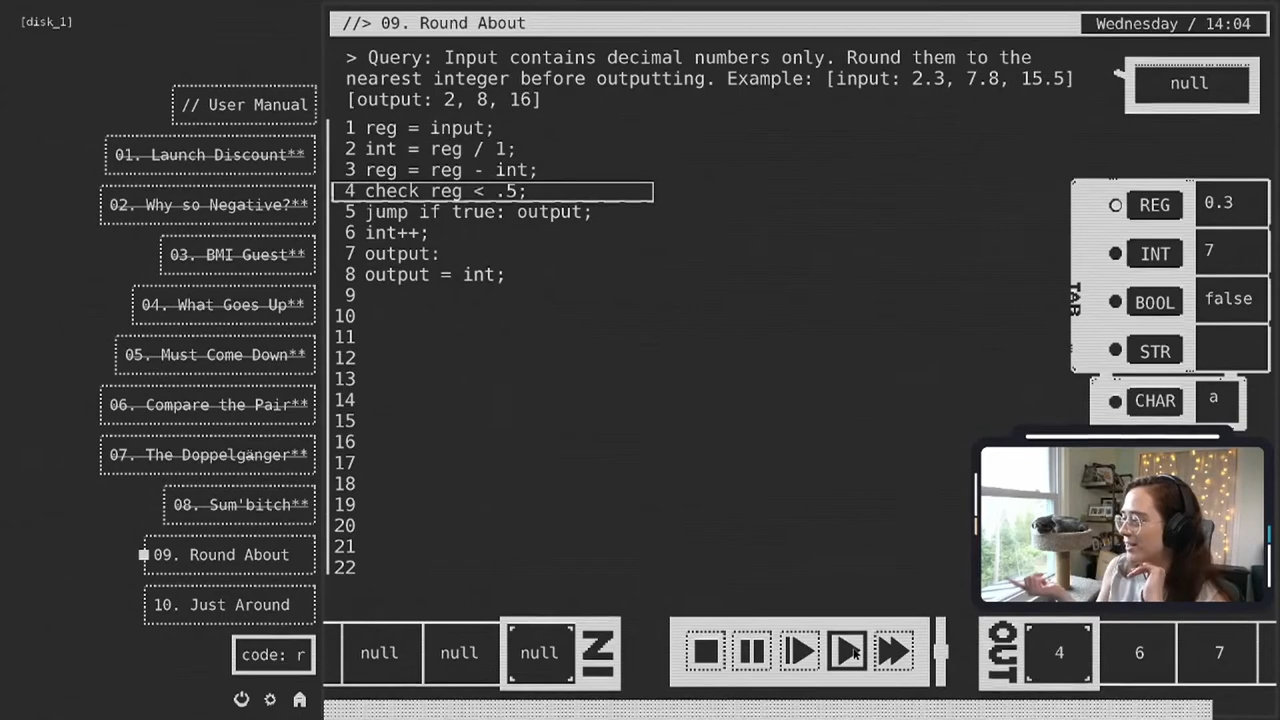 [disk_1]
//> 09. Round About
Wednesday / 14:04
> Query: Input contains decimal numbers only. Round them to the
nearest integer before outputting. Example: [input: 2.3, 7.8, 15.5]
[output: 2, 8, 16]
null
// User Manual
01. Launch Discount**
02. Why so Negative?**
03. BMI Guest**
04. What Goes Up**
05. Must Come Down**
06. Compare the Pair**
07. The Doppelgänger**
08. Sum'bitch**
09. Round About
10. Just Around
code: r
1 reg = input;
2 int = reg / 1;
3 reg = reg - int;
4 check reg < .5;
5 jump if true: output;
6 int++;
7 output:
8 output = int;
9
10
11
12
13
14
15
16
17
18
19
20
21
22
TAB
REG 0.3
INT 7
BOOL false
STR
CHAR a
null null null IN
OUT 4 6 7